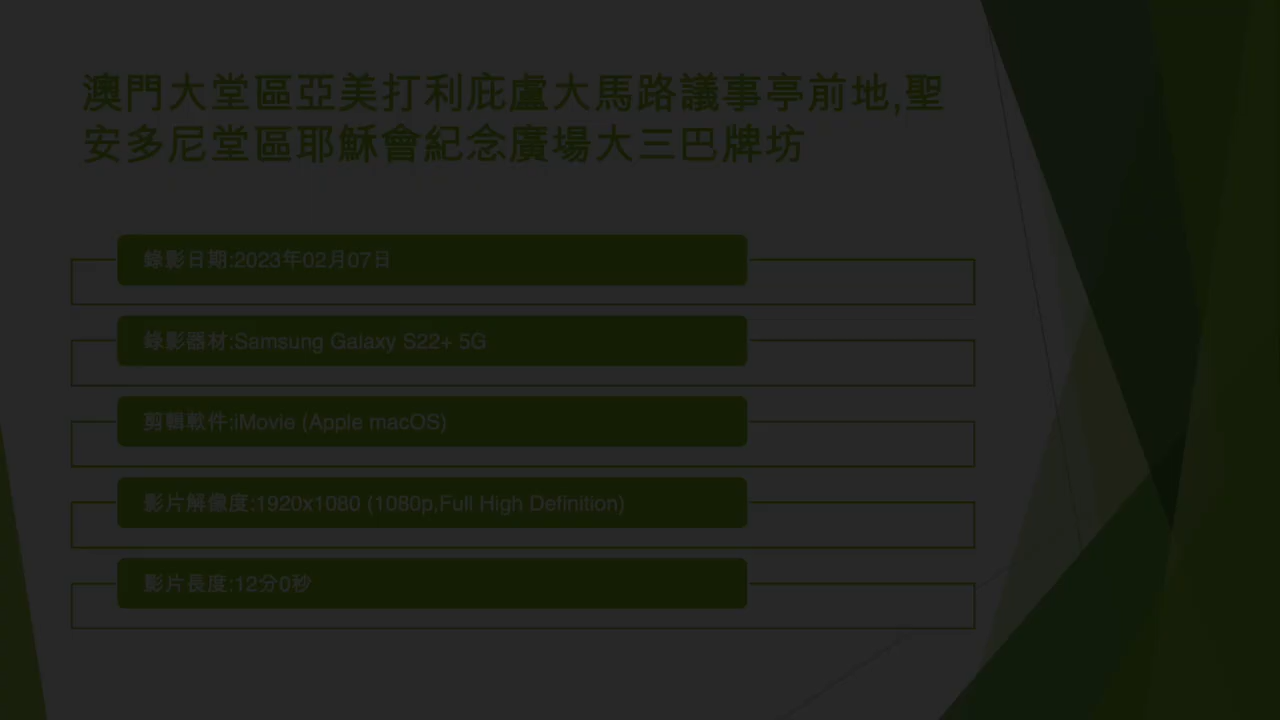 澳門大堂區亞美打利庇盧大馬路議事亭前地,聖
安多尼堂區耶穌會紀念廣場大三巴牌坊
錄影日期:2023年02月07日
錄影器材:Samsung Galaxy S22+ 5G
剪輯軟件:iMovie (Apple macOS)
影片解像度:1920x1080 (1080p,Full High Definition)
影片長度:12分0秒